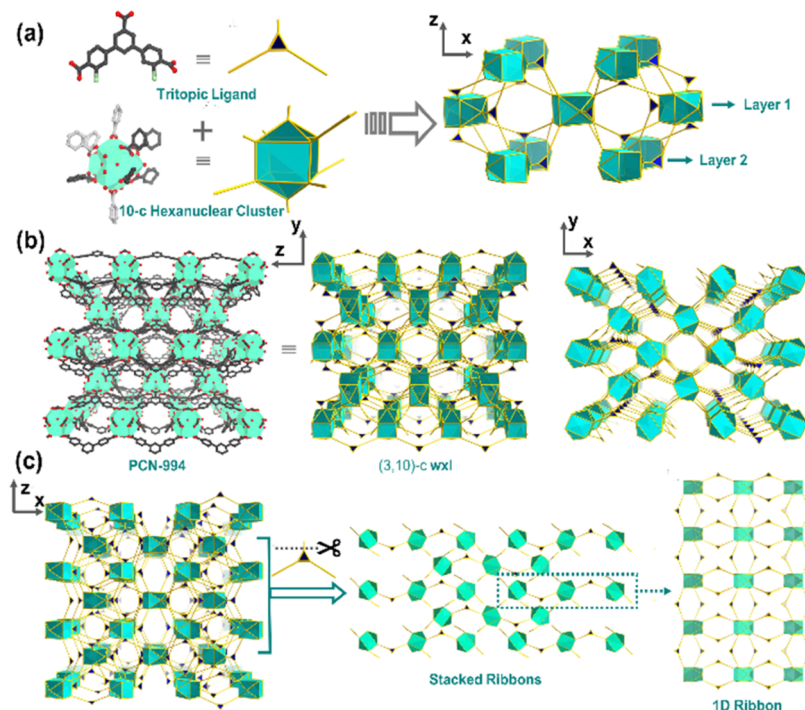 (a)
z
x
Tritopic Ligand
=
+
≡
10-c Hexanuclear Cluster
Layer 1
Layer 2
(b)
y
z
y
x
≡
PCN-994
(3,10)-c wxl
(c)
z
x
Stacked Ribbons
1D Ribbon